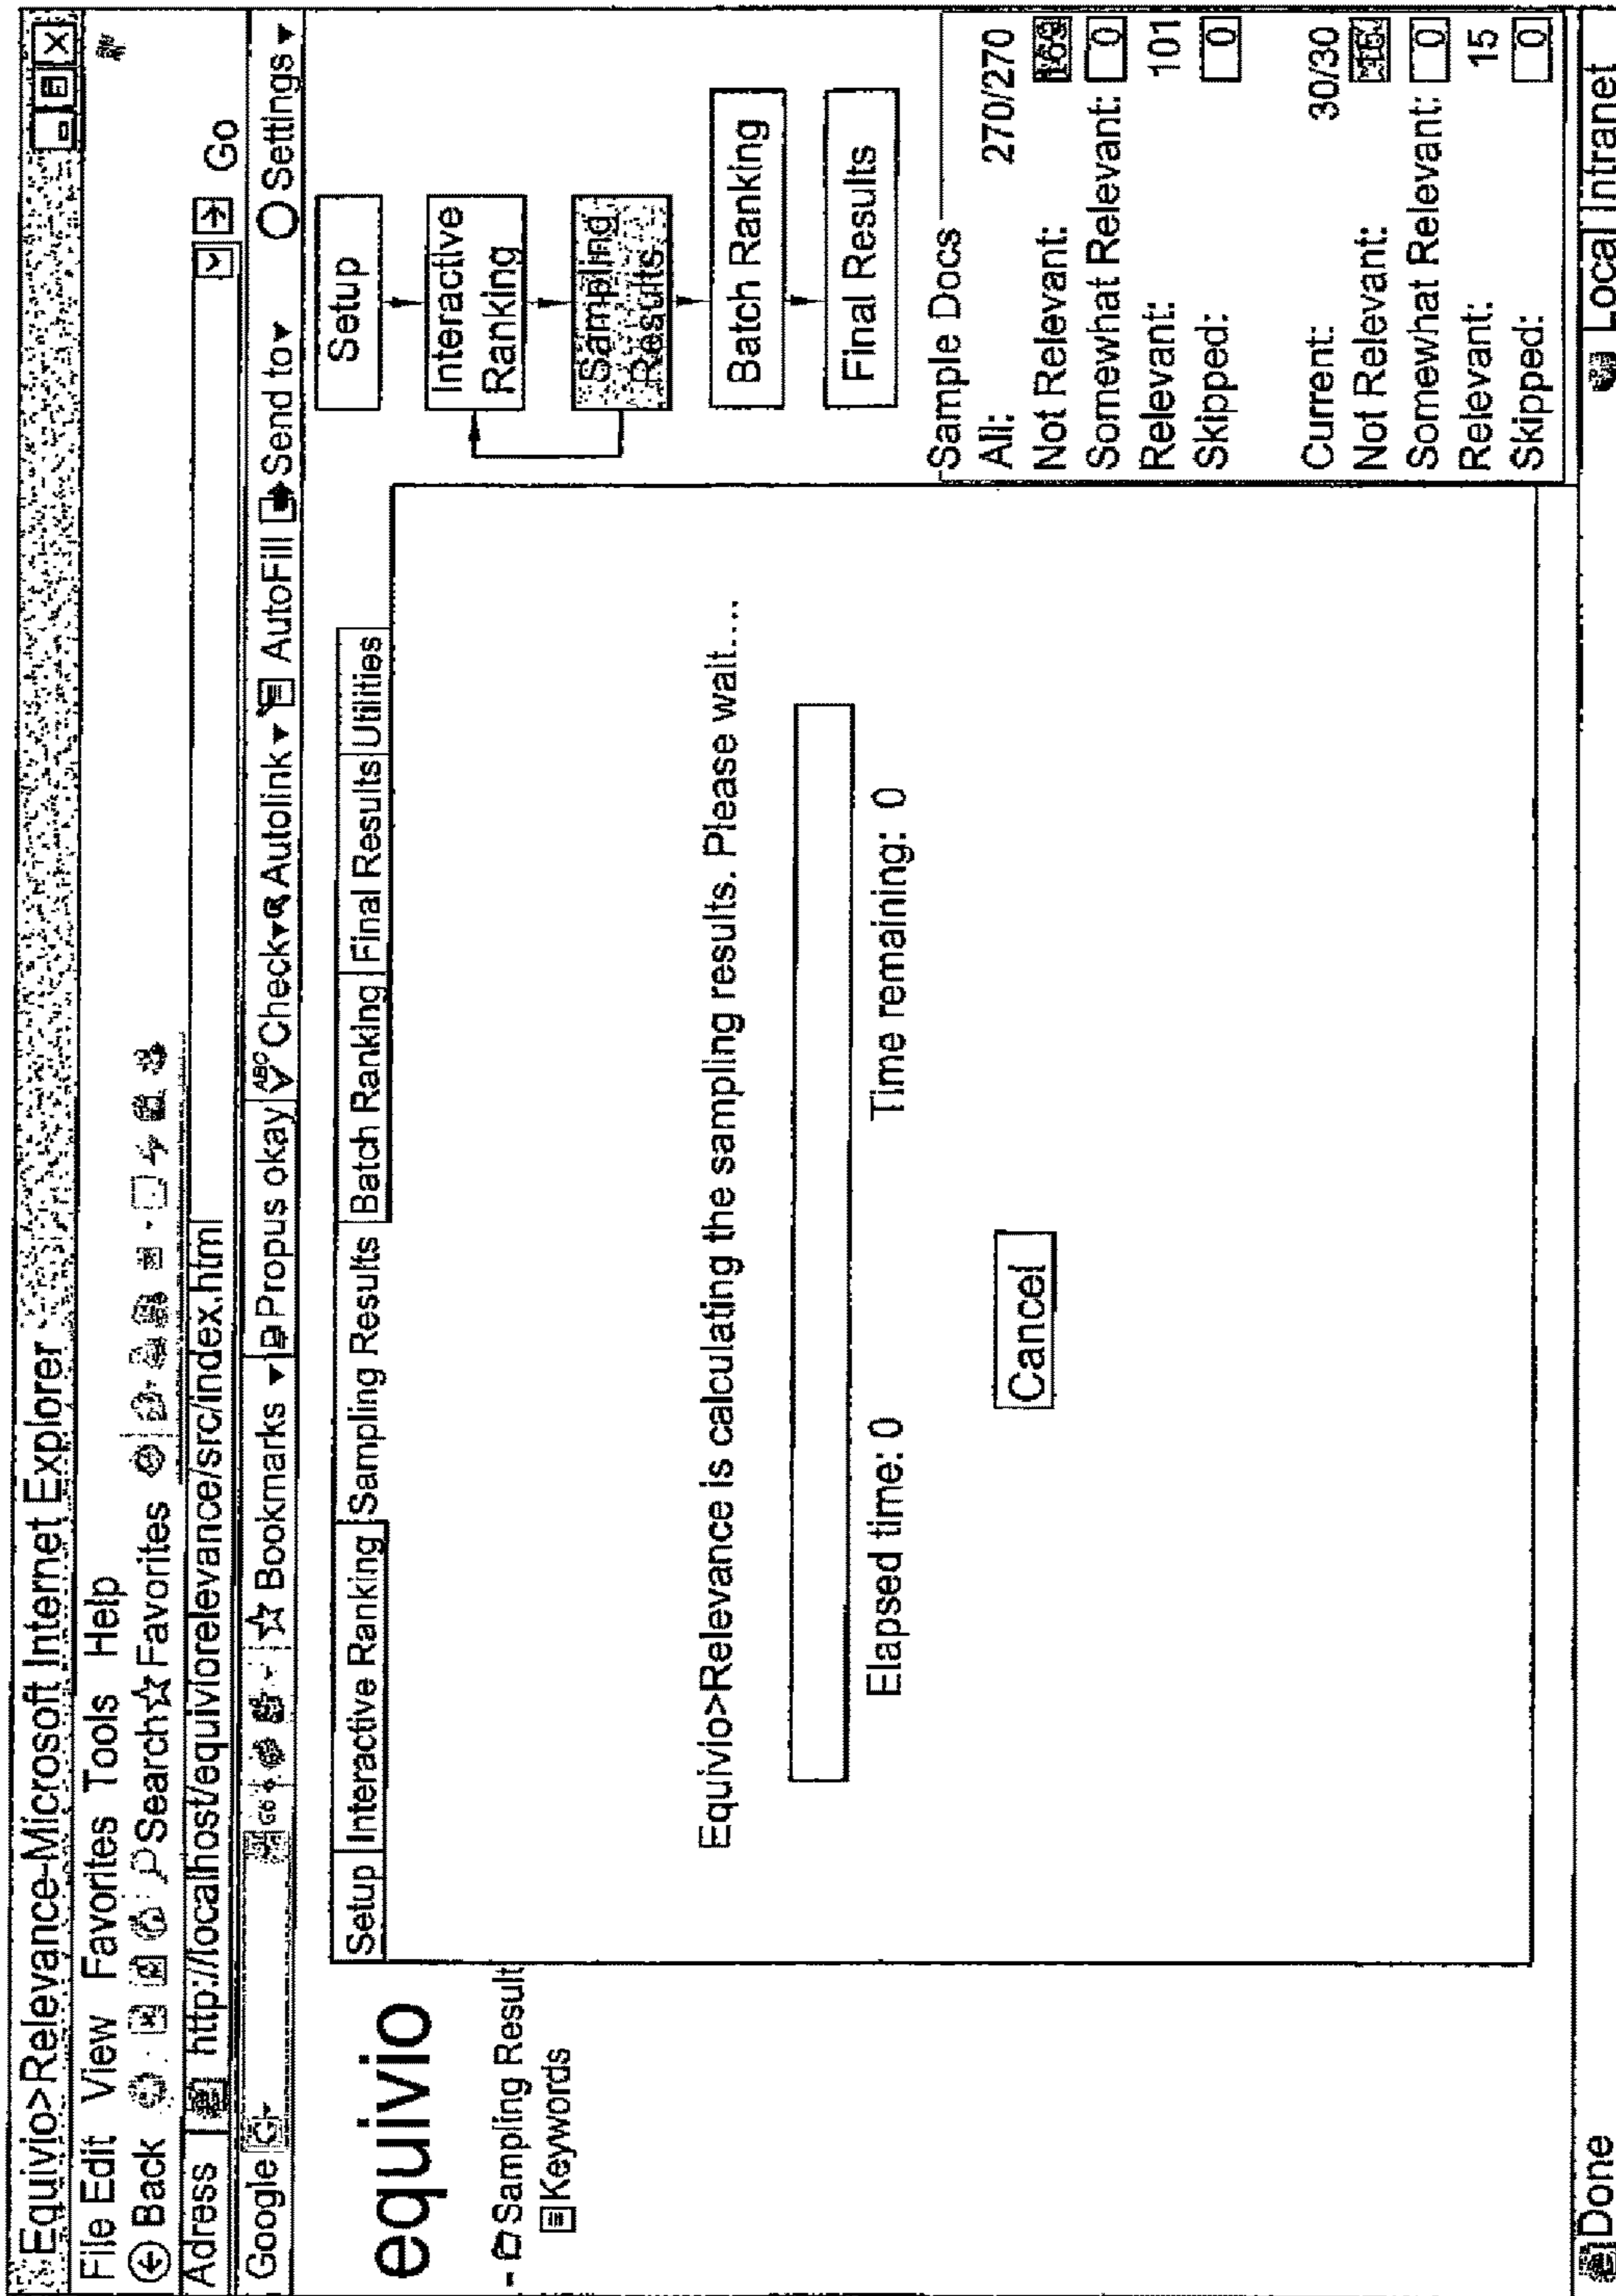 Equivio>Relevance-Microsoft Internet Explorer
File Edit View Favorites Tools Help
Back Search Favorites
Adress http://localhost/equiviorelevance/src/index.html Go
Google Bookmarks Propus okay ABC Check Autolink AutoFill Send to Settings
equivio
- Sampling Result
Keywords
Setup Interactive Ranking Sampling Results Batch Ranking Final Results Utilities
Equivio>Relevance is calculating the sampling results. Please wait....
Elapsed time: 0 Time remaining: 0
Cancel
Setup
Interactive
Ranking
Sampling
Results
Batch Ranking
Final Results
Sample Docs
All: 270/270
Not Relevant: 169
Somewhat Relevant: 0
Relevant: 101
Skipped: 0
Current: 30/30
Not Relevant:
Somewhat Relevant: 0
Relevant: 15
Skipped: 0
Done Local Intranet